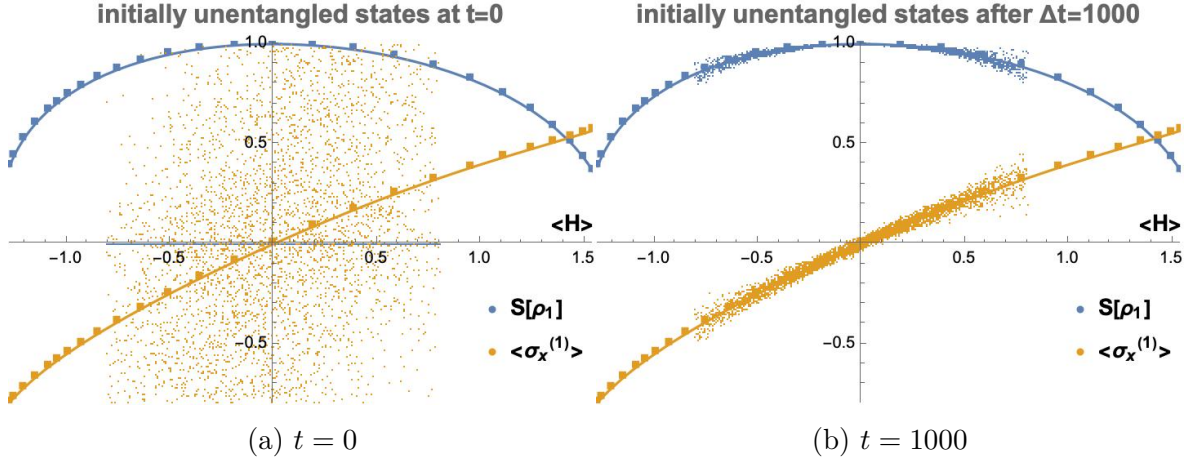 initially unentangled states at t=0
1.0
0.5
<H>
-1.0
-0.5
0.5
1.0
1.5
-0.5
S[ρ₁]
<σₓ⁽¹⁾>
(a) t = 0
initially unentangled states after Δt=1000
1.0
0.5
<H>
-1.0
-0.5
0.5
1.0
1.5
-0.5
S[ρ₁]
<σₓ⁽¹⁾>
(b) t = 1000